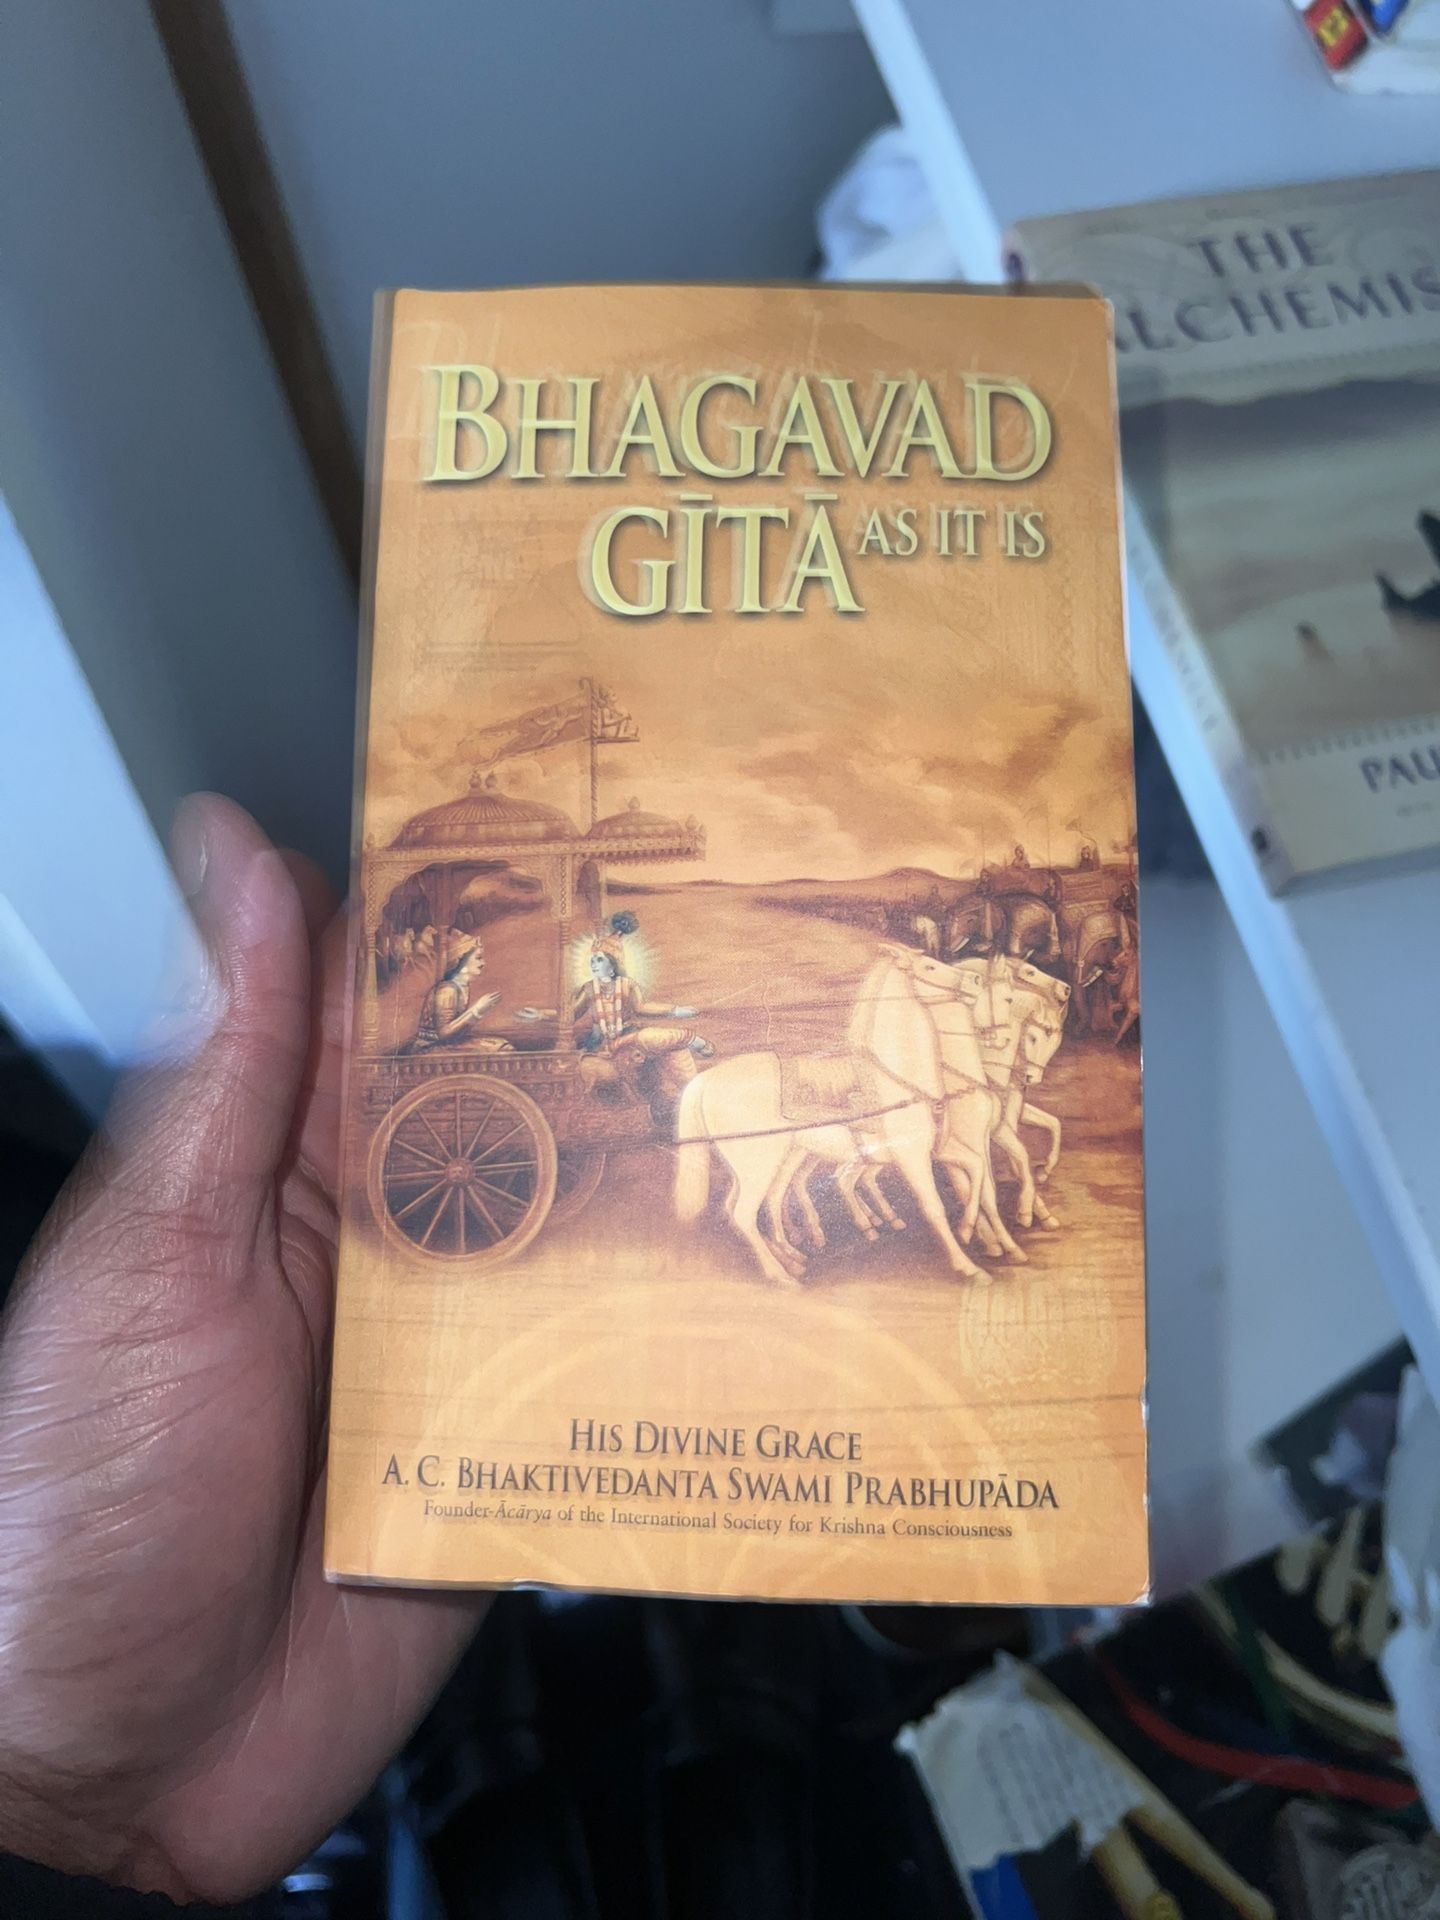 BHAGAVAD
GĪTĀ AS IT IS
HIS DIVINE GRACE
A. C. BHAKTIVEDANTA SWAMI PRABHUPĀDA
Founder-Ācārya of the International Society for Krishna Consciousness
THE
ALCHEMIS
PAU